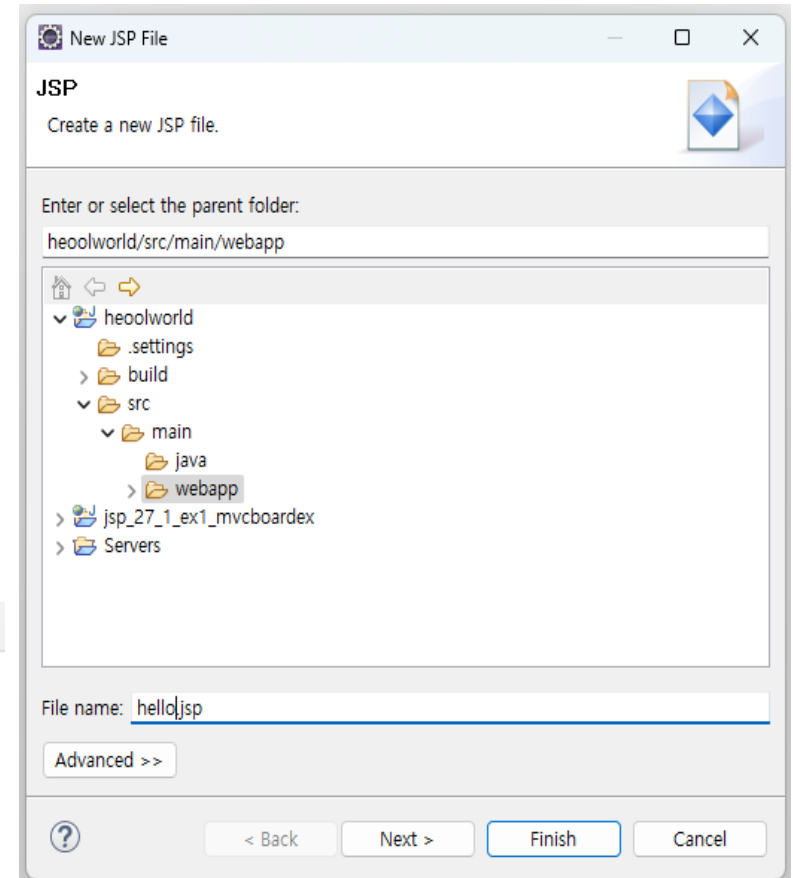 New JSP File
JSP
Create a new JSP file.
Enter or select the parent folder:
heoolworld/src/main/webapp
heoolworld
.settings
build
src
main
java
webapp
jsp_27_1_ex1_mvcboardex
Servers
File name: hello.jsp
Advanced >>
< Back Next > Finish Cancel